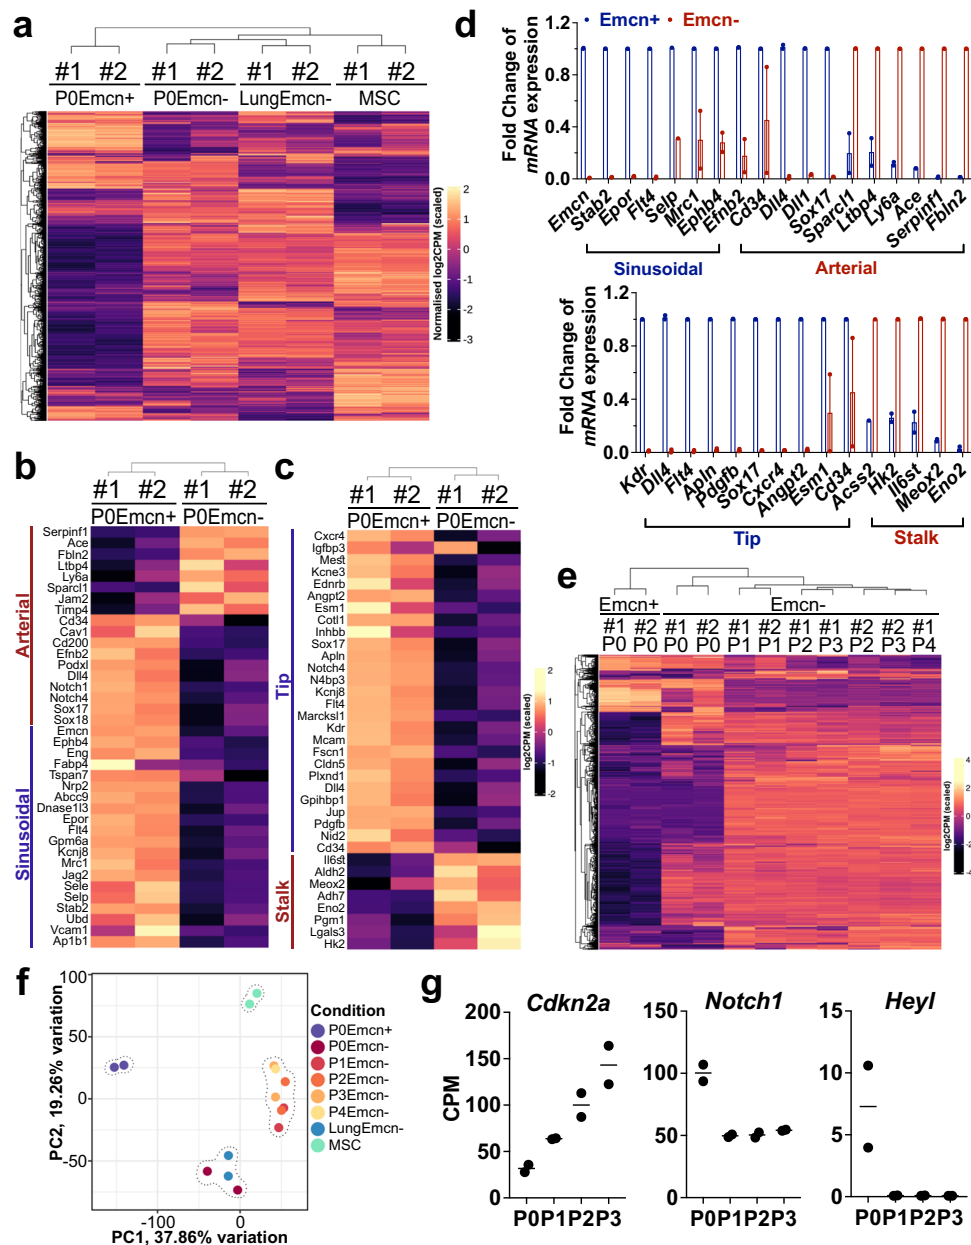 a
#1 #2 #1 #2 #1 #2 #1 #2
P0Emcn+ P0Emcn- LungEmcn- MSC
Normalised log2CPM (scaled)
2
1
0
-1
-2
-3
d
Emcn+ Emcn-
Fold Change of
mRNA expression
1.2
0.8
0.4
0
Emcn
Stab2
Epor
Flt4
Selp
Mrc1
Ephb4
Efnb2
Cd34
Dll4
Dll1
Sox17
Sparcl1
Ltbp4
Ly6a
Ace
Serpinf1
Fbln2
Sinusoidal
Arterial
Fold Change of
mRNA expression
1.2
0.8
0.4
0
Kdr
Dll4
Flt4
Apln
Pdgfb
Sox17
Cxcr4
Angpt2
Esm1
Cd34
Acss2
Hk2
Il6st
Meox2
Eno2
Tip
Stalk
b
#1 #2 #1 #2
P0Emcn+ P0Emcn-
Arterial
Serpinf1
Ace
Fbln2
Ltbp4
Ly6a
Sparcl1
Jam2
Timp4
Cd34
Cav1
Cd200
Efnb2
Podxl
Dll4
Notch1
Notch4
Sox17
Sox18
Sinusoidal
Emcn
Ephb4
Eng
Fabp4
Tspan7
Nrp2
Abcc9
Dnase1l3
Epor
Flt4
Gpm6a
Kcnj8
Mrc1
Jag2
Sele
Selp
Stab2
Ubd
Vcam1
Ap1b1
c
#1 #2 #1 #2
P0Emcn+ P0Emcn-
Tip
Cxcr4
Igfbp3
Mest
Kcne3
Ednrb
Angpt2
Esm1
Cotl1
Inhbb
Sox17
Apln
Notch4
N4bp3
Kcnj8
Flt4
Marcksl1
Kdr
Mcam
Fscn1
Cldn5
Plxnd1
Dll4
Gpihbp1
Jup
Pdgfb
Nid2
Cd34
Stalk
Il6st
Aldh2
Meox2
Adh7
Eno2
Pgm1
Lgals3
Hk2
log2CPM (scaled)
2
1
0
-1
-2
e
Emcn+ Emcn-
#1 #2 #1 #2 #1 #2 #1 #1 #2 #2 #1
P0 P0 P0 P0 P1 P1 P2 P3 P2 P3 P4
log2CPM (scaled)
4
2
0
-2
-4
f
PC2, 19.26% variation
100
50
0
-50
-100
0
PC1, 37.86% variation
Condition
P0Emcn+
P0Emcn-
P1Emcn-
P2Emcn-
P3Emcn-
P4Emcn-
LungEmcn-
MSC
g
CPM
Cdkn2a
200
150
100
50
0
P0P1P2P3
Notch1
150
100
50
0
P0P1P2P3
Heyl
15
10
5
0
P0P1P2P3